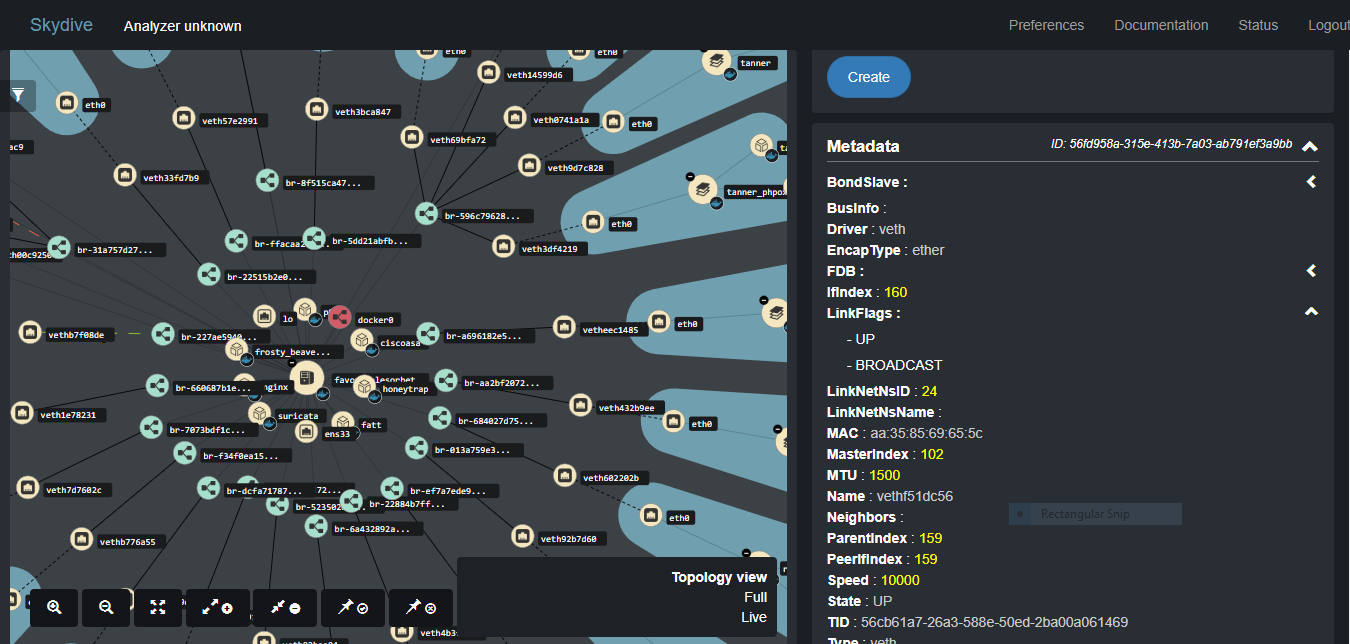 Skydive
Analyzer unknown
Preferences
Documentation
Status
Logout
eth0
eth0
tanner
veth14599d6
eth0
veth3bca847
veth57e2991
veth0741a1a
eth0
veth69bfa72
ac9
veth9d7c828
veth33fd7b9
br-8f515ca47...
tanner_phpox
br-596c79628...
eth0
br-5dd21abfb...
veth3df4219
br-31a757d27...
br-22515b2e0...
lo
docker0
eth0
veheec1485
vethb7f08de
br-227ae5940...
br-a696182e5...
ciscoasa
frosty_beave...
br-660687b1e...
nginx
honeytrap
br-aa2bf2072...
veth432b9ee
veth1e78231
suricata
fatt
ens33
br-684027d75...
eth0
br-7073bdf1c...
br-013a759e3...
br-f34f0ea15...
veth602202b
veth7d7602c
br-dcfa71787...
72...
br-ef7a7ede9...
br-22884b7ff...
eth0
br-6a432892a...
vethb776a55
veth92b7d60
Topology view
Full
Live
Create
Metadata
ID: 56fd958a-315e-413b-7a03-ab791ef3a9bb
BondSlave :
BusInfo :
Driver : veth
EncapType : ether
FDB :
IfIndex : 160
LinkFlags :
- UP
- BROADCAST
LinkNetNsID : 24
LinkNetNsName :
MAC : aa:35:85:69:65:5c
MasterIndex : 102
MTU : 1500
Name : vethf51dc56
Rectangular Snip
Neighbors :
ParentIndex : 159
PeerIfIndex : 159
Speed : 10000
State : UP
TID : 56cb61a7-26a3-588e-50ed-2ba00a061469
Type : veth